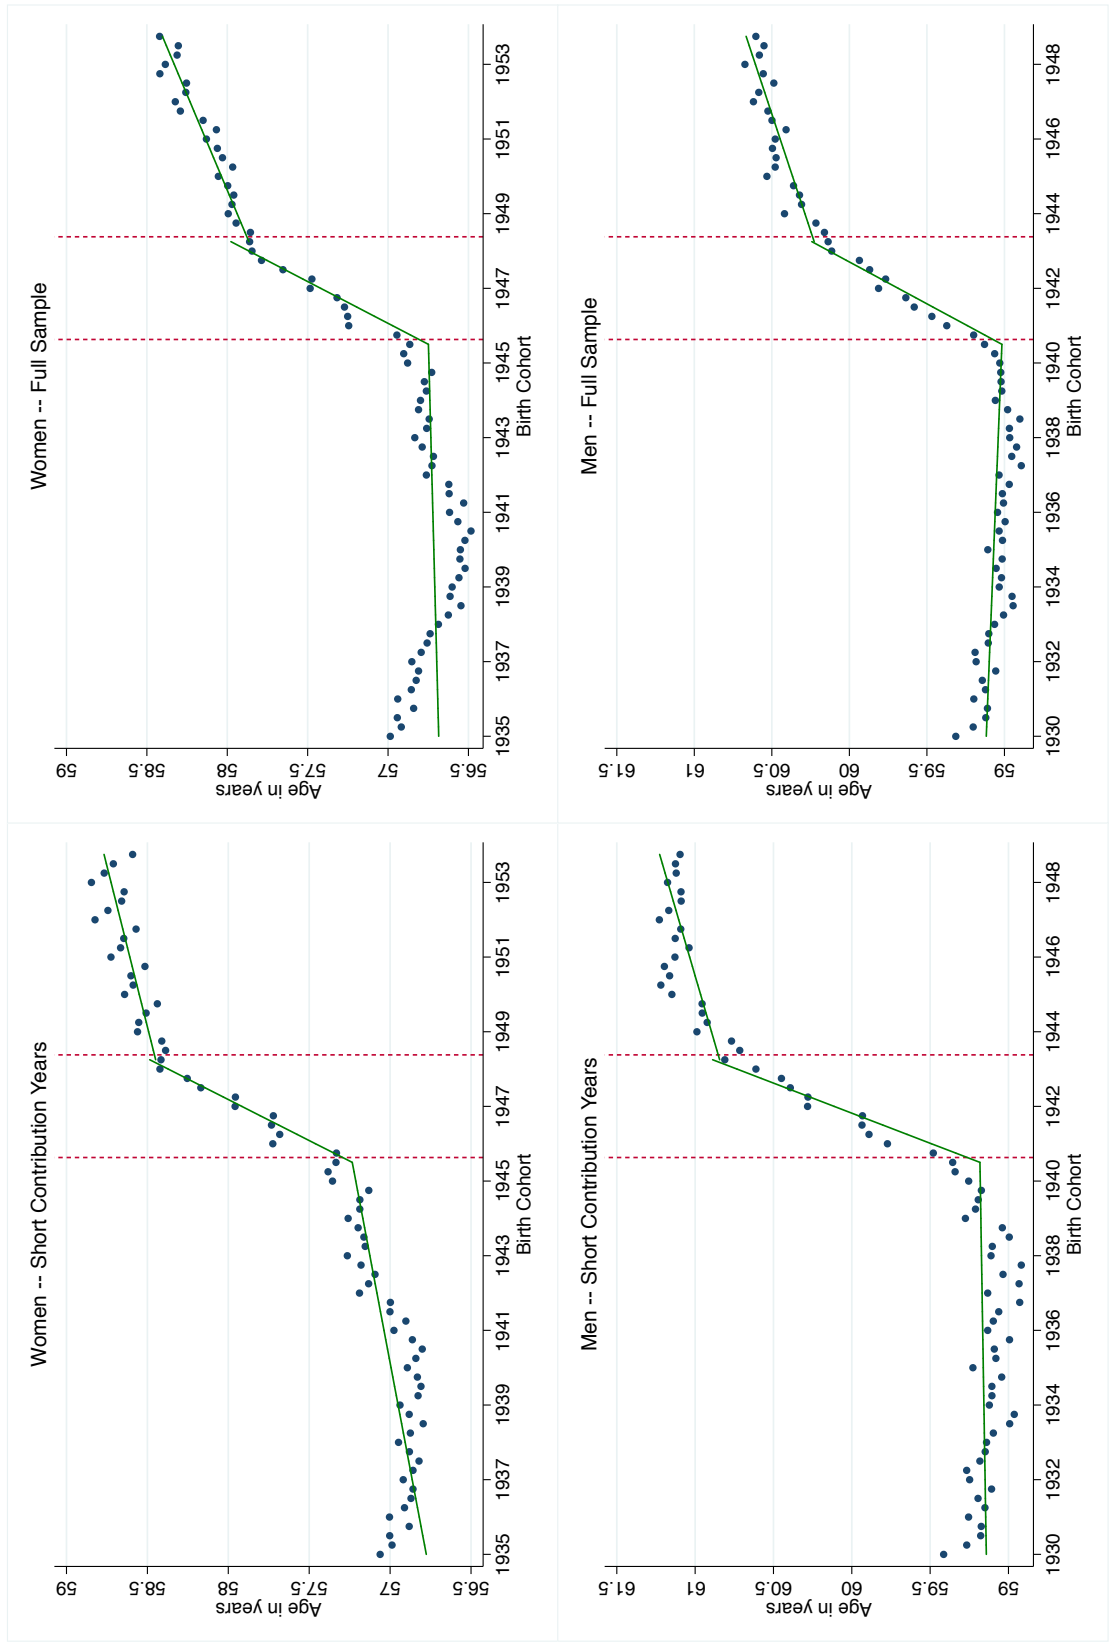 Women -- Short Contribution Years
Age in years
56.5 57 57.5 58 58.5 59
1935 1937 1939 1941 1943 1945 1947 1949 1951 1953
Birth Cohort
Women -- Full Sample
Age in years
56.5 57 57.5 58 58.5 59
1935 1937 1939 1941 1943 1945 1947 1949 1951 1953
Birth Cohort
Men -- Short Contribution Years
Age in years
59 59.5 60 60.5 61 61.5
1930 1932 1934 1936 1938 1940 1942 1944 1946 1948
Birth Cohort
Men -- Full Sample
Age in years
59 59.5 60 60.5 61 61.5
1930 1932 1934 1936 1938 1940 1942 1944 1946 1948
Birth Cohort